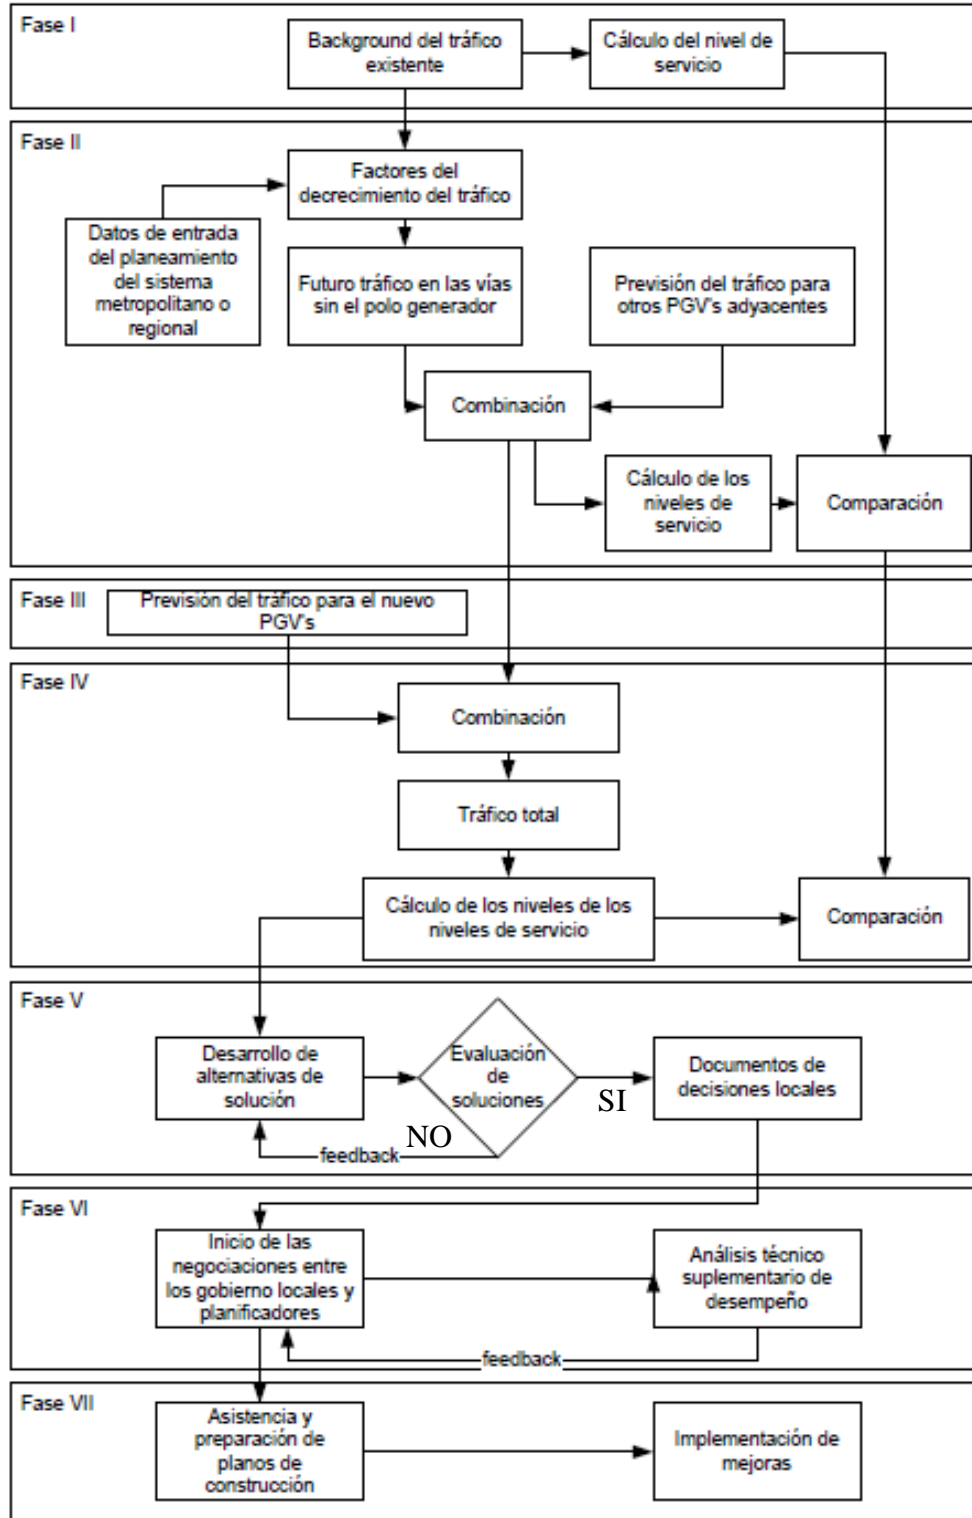 Fase I
Background del tráfico
existente
Cálculo del nivel de
servicio
Fase II
Factores del
decrecimiento del tráfico
Datos de entrada
del planeamiento
del sistema
metropolitano o
regional
Futuro tráfico en las vías
sin el polo generador
Previsión del tráfico para
otros PGV's adyacentes
Combinación
Cálculo de los
niveles de
servicio
Comparación
Fase III
Previsión del tráfico para el nuevo
PGV's
Fase IV
Combinación
Tráfico total
Cálculo de los niveles de los
niveles de servicio
Comparación
Fase V
Desarrollo de
alternativas de
solución
Evaluación
de
soluciones
SI
Documentos de
decisiones locales
NO
feedback
Fase VI
Inicio de las
negociaciones entre
los gobierno locales y
planificadores
Análisis técnico
suplementario de
desempeño
feedback
Fase VII
Asistencia y
preparación de
planos de
construcción
Implementación de
mejoras